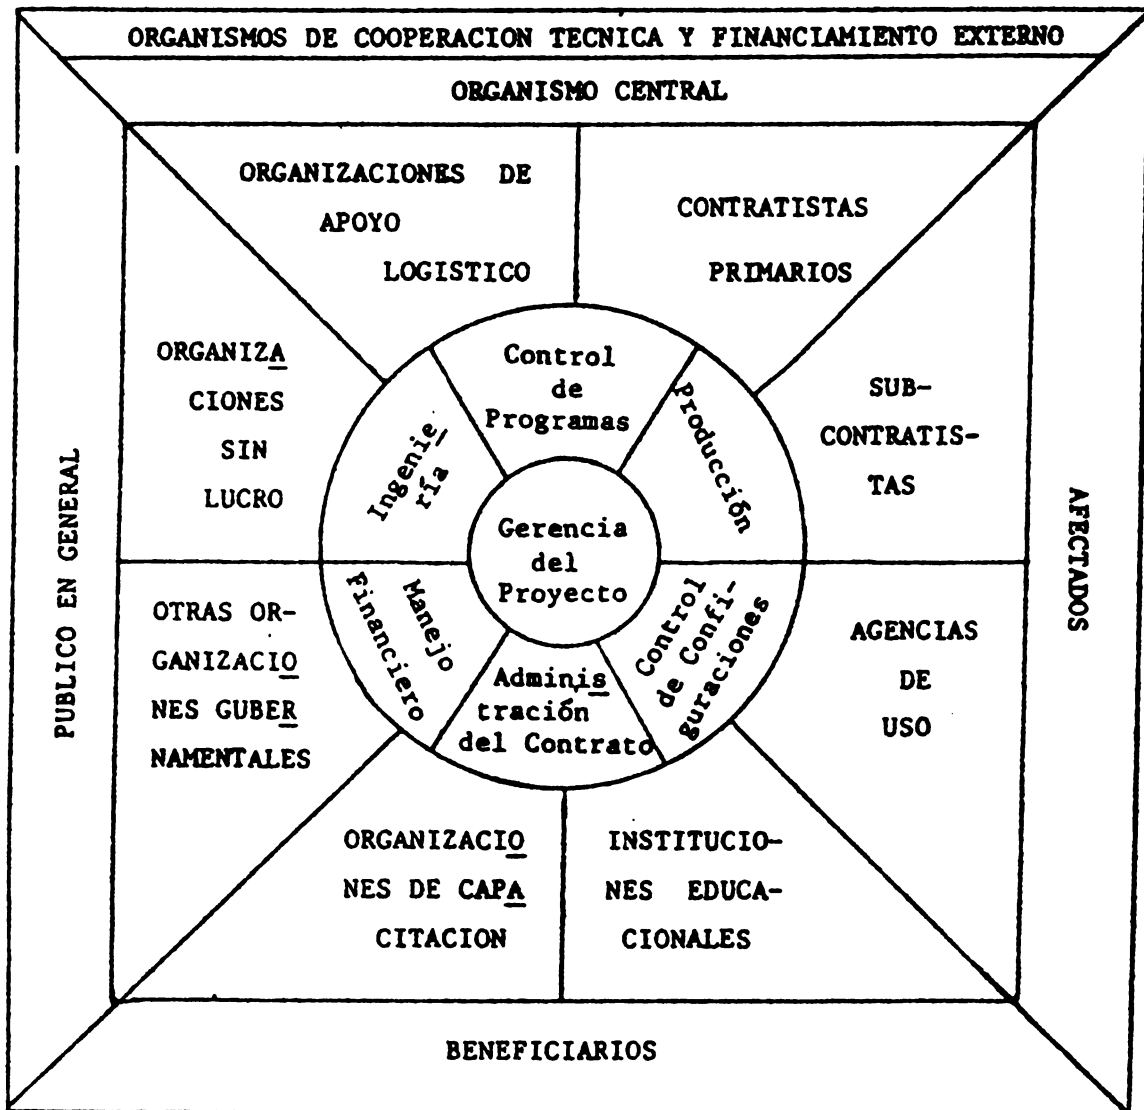 ORGANISMOS DE COOPERACION TECNICA Y FINANCIAMIENTO EXTERNO
ORGANISMO CENTRAL
ORGANIZACIONES DE
APOYO
LOGISTICO
CONTRATISTAS
PRIMARIOS
ORGANIZA
CIONES
SIN
LUCRO
SUB-
CONTRATIS-
TAS
Control
de
Programas
Ingenie
ría
Producción
Gerencia
del
Proyecto
Manejo
Financiero
Adminis
tración
del Contrato
Control
de Confi-
guraciones
PUBLICO EN GENERAL
AFECTADOS
OTRAS OR-
GANIZACIO
NES GUBER
NAMENTALES
AGENCIAS
DE
USO
ORGANIZACIO
NES DE CAPA
CITACION
INSTITUCIO-
NES EDUCA-
CIONALES
BENEFICIARIOS